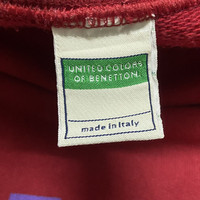 UNITED COLORS
OF BENETTON.
made in Italy